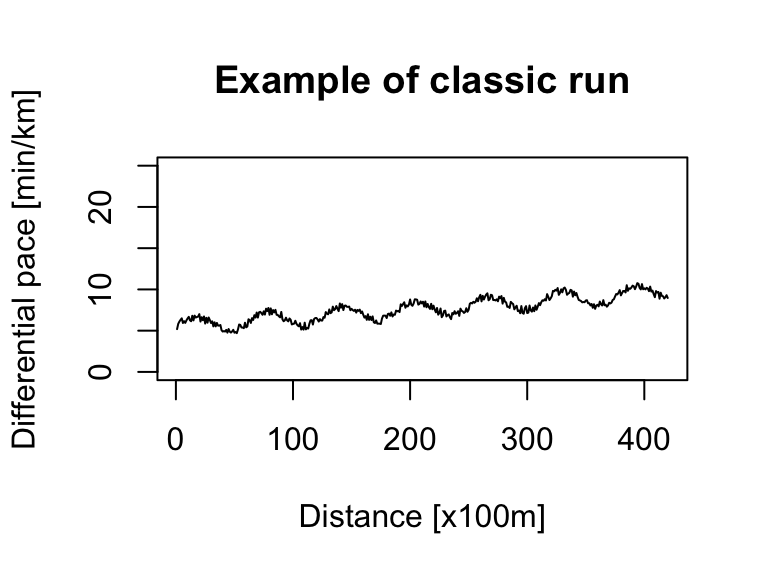 Example of classic run
Differential pace [min/km]
20
10
0
0 100 200 300 400
Distance [x100m]